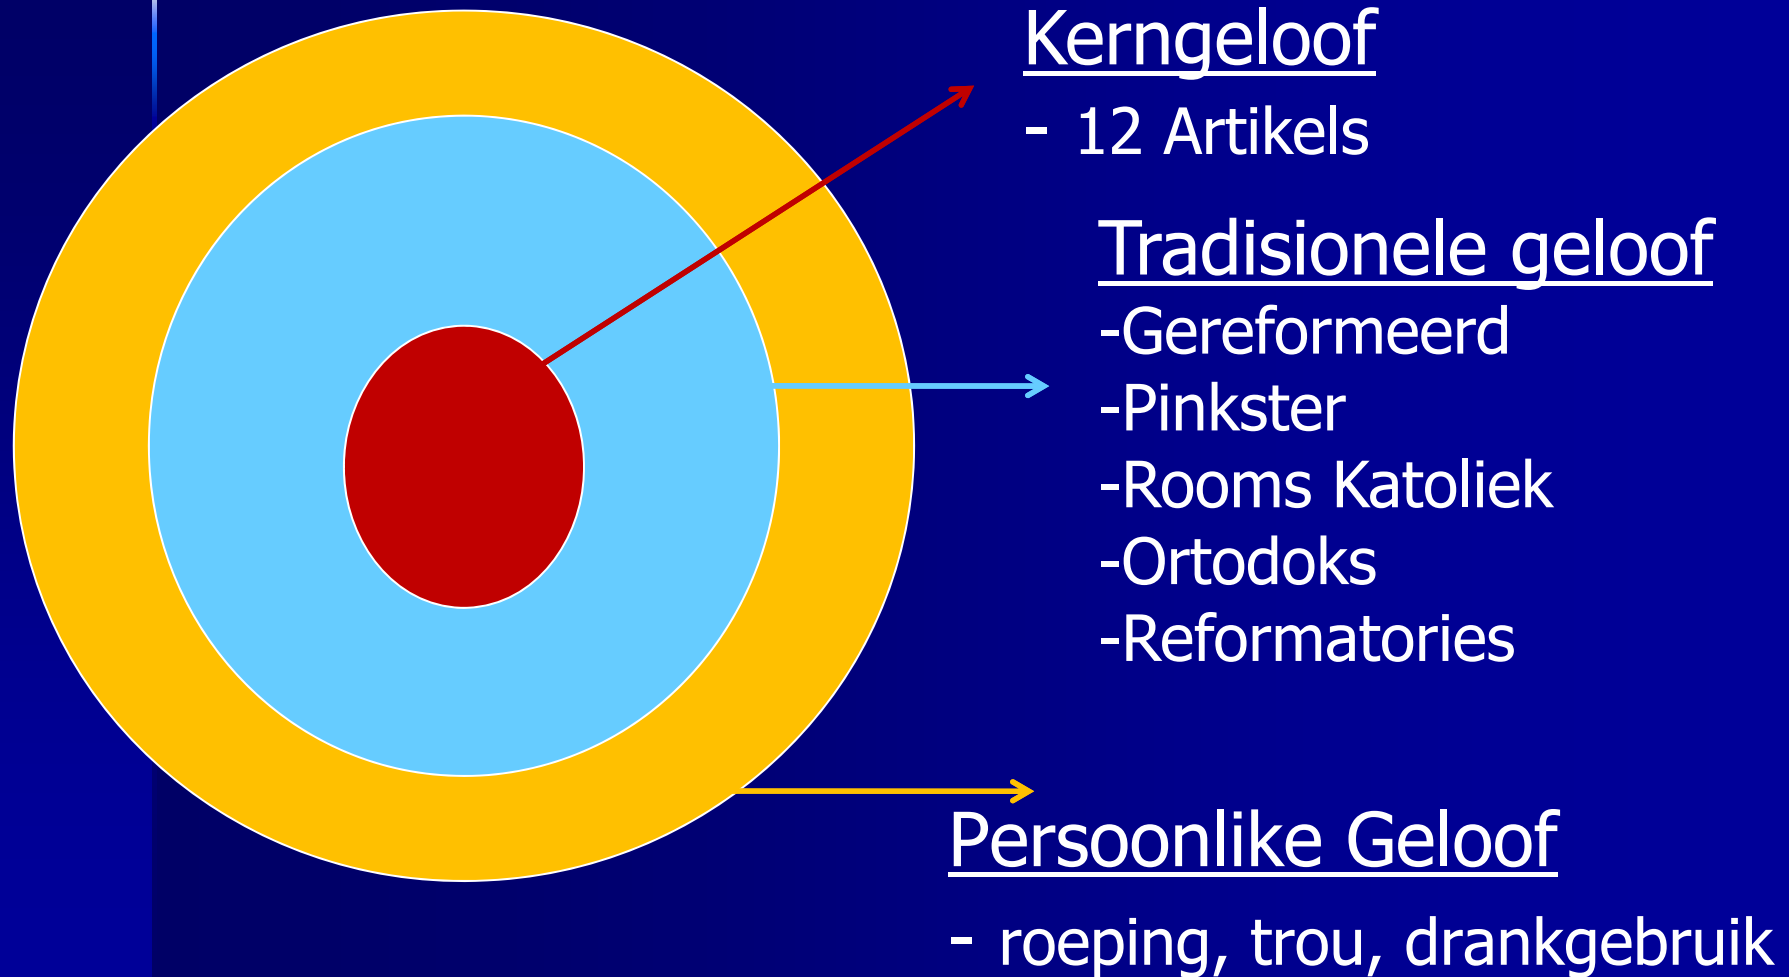 Kerngeloof
- 12 Artikels
Tradisionele geloof
-Gereformeerd
-Pinkster
-Rooms Katoliek
-Ortodoks
-Reformatories
Persoonlike Geloof
- roeping, trou, drankgebruik